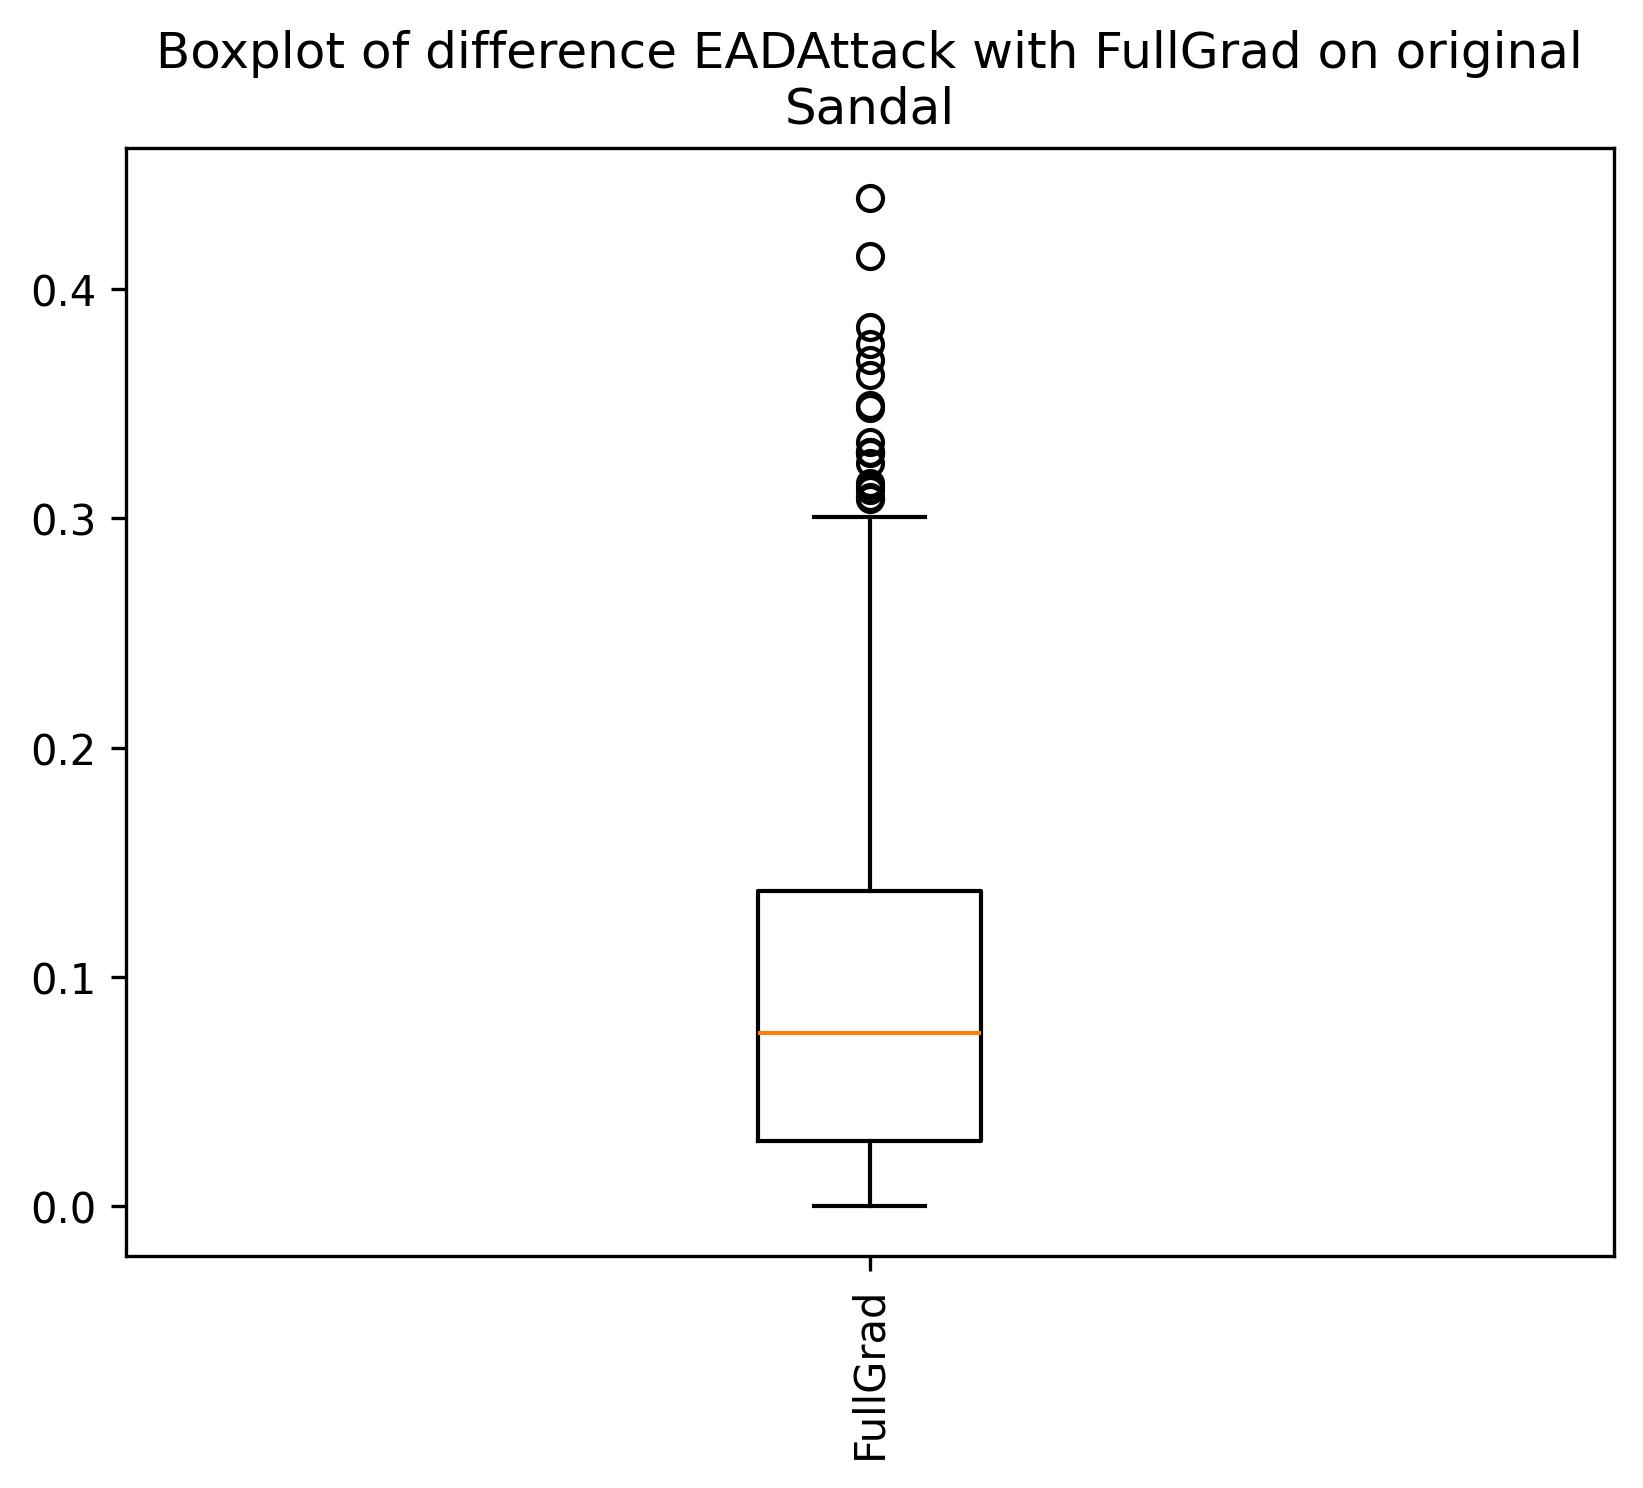 Boxplot of difference EADAttack with FullGrad on original
Sandal
0.4
0.3
0.2
0.1
0.0
FullGrad